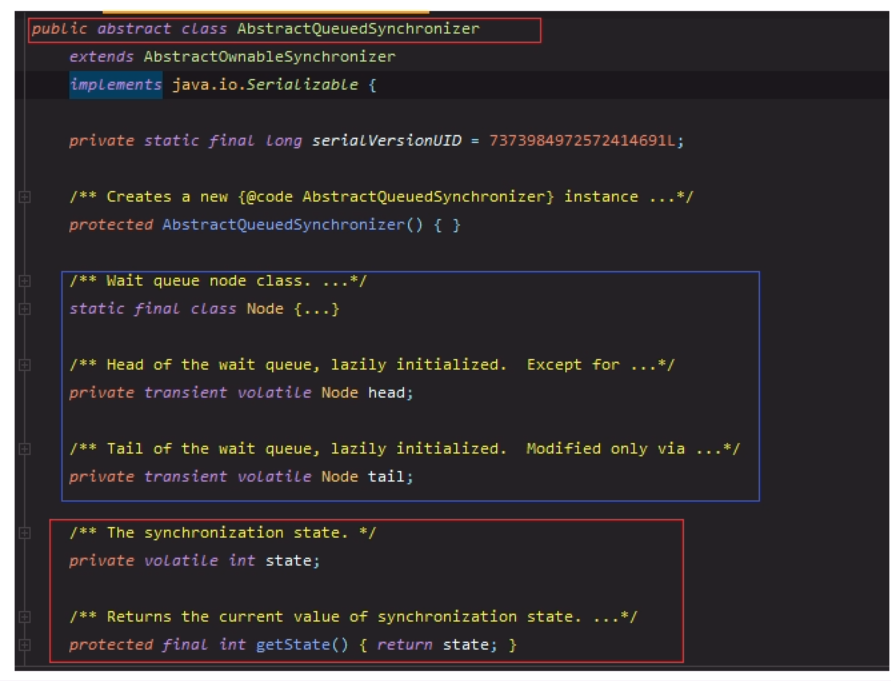 public abstract class AbstractQueuedSynchronizer
extends AbstractOwnableSynchronizer
implements java.io.Serializable {
private static final long serialVersionUID = 7373984972572414691L;
/** Creates a new {@code AbstractQueuedSynchronizer} instance ...*/
protected AbstractQueuedSynchronizer() { }
/** Wait queue node class. ...*/
static final class Node {...}
/** Head of the wait queue, lazily initialized.  Except for ...*/
private transient volatile Node head;
/** Tail of the wait queue, lazily initialized.  Modified only via ...*/
private transient volatile Node tail;
/** The synchronization state. */
private volatile int state;
/** Returns the current value of synchronization state. ...*/
protected final int getState() { return state; }